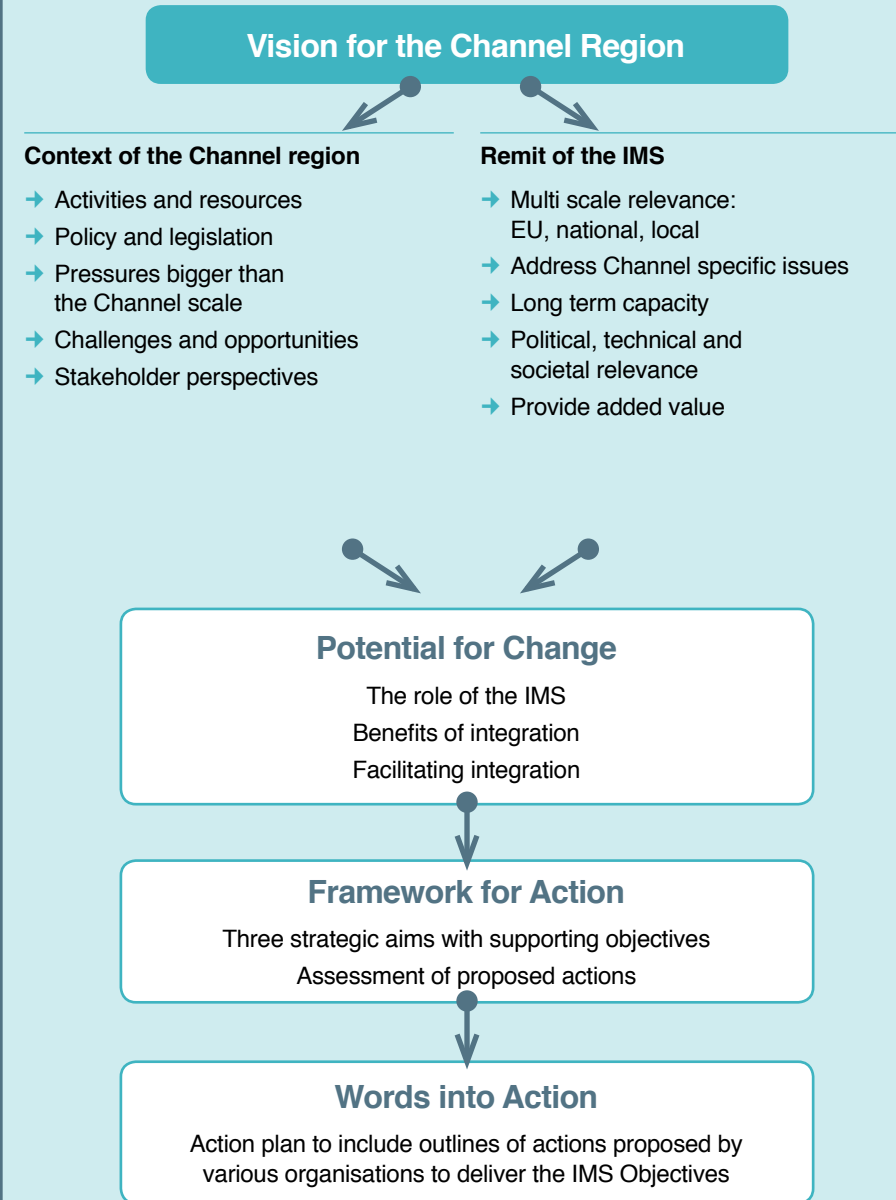 Vision for the Channel Region
Context of the Channel region
Activities and resources
Policy and legislation
Pressures bigger than
the Channel scale
Challenges and opportunities
Stakeholder perspectives
Remit of the IMS
Multi scale relevance:
EU, national, local
Address Channel specific issues
Long term capacity
Political, technical and
societal relevance
Provide added value
Potential for Change
The role of the IMS
Benefits of integration
Facilitating integration
Framework for Action
Three strategic aims with supporting objectives
Assessment of proposed actions
Words into Action
Action plan to include outlines of actions proposed by
various organisations to deliver the IMS Objectives